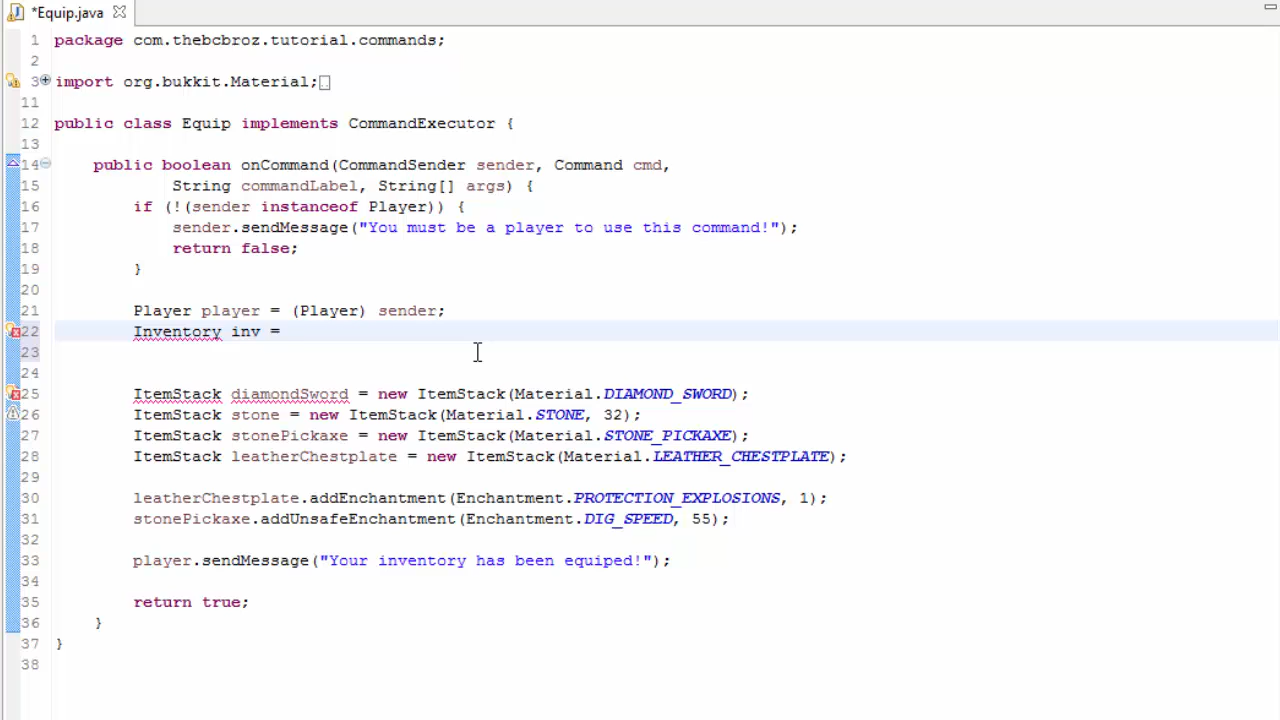 *Equip.java
1 package com.thebcbroz.tutorial.commands;
2
3 import org.bukkit.Material;
11
12 public class Equip implements CommandExecutor {
13
14 public boolean onCommand(CommandSender sender, Command cmd,
15 String commandLabel, String[] args) {
16 if (!(sender instanceof Player)) {
17 sender.sendMessage("You must be a player to use this command!");
18 return false;
19 }
20
21 Player player = (Player) sender;
22 Inventory inv =
23
24
25 ItemStack diamondSword = new ItemStack(Material.DIAMOND_SWORD);
26 ItemStack stone = new ItemStack(Material.STONE, 32);
27 ItemStack stonePickaxe = new ItemStack(Material.STONE_PICKAXE);
28 ItemStack leatherChestplate = new ItemStack(Material.LEATHER_CHESTPLATE);
29
30 leatherChestplate.addEnchantment(Enchantment.PROTECTION_EXPLOSIONS, 1);
31 stonePickaxe.addUnsafeEnchantment(Enchantment.DIG_SPEED, 55);
32
33 player.sendMessage("Your inventory has been equiped!");
34
35 return true;
36 }
37 }
38